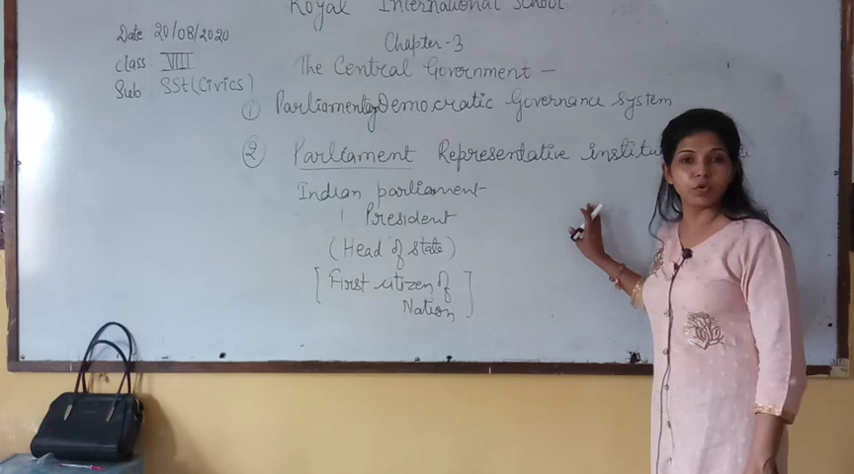 Royal International School
Date 20/08/2020
Chapter-3
Class: VIII
The Central Government —
Sub: SSt (Civics)
① Parliamentary Democratic Governance System
② Parliament Representative
Indian parliament
1 President
(Head of state)
[First citizen of
Nation]